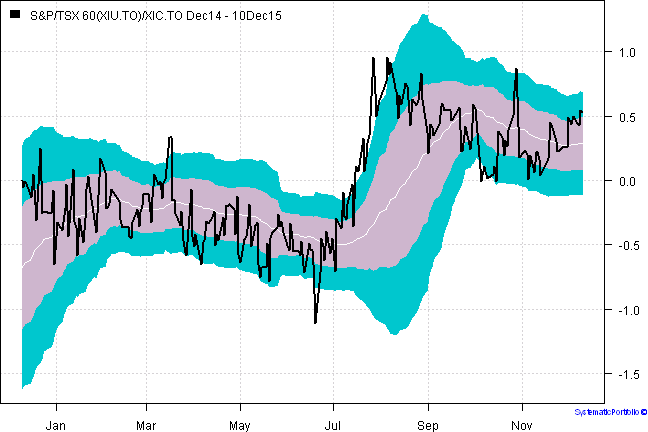 S&P/TSX 60(XIU.TO)/XIC.TO Dec14 - 10Dec15
1.0
0.5
0.0
-0.5
-1.0
-1.5
Jan Mar May Jul Sep Nov
SystematicPortfolio ©